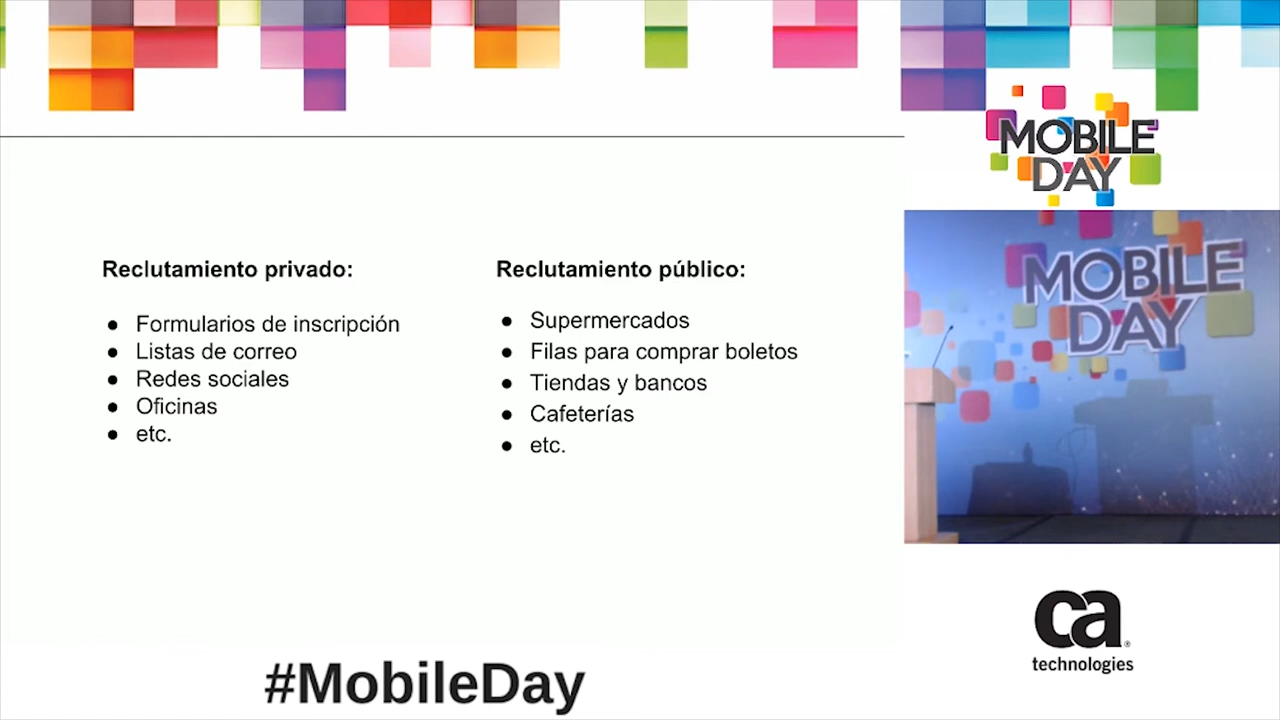 MOBILE
DAY
Reclutamiento privado:
● Formularios de inscripción
● Listas de correo
● Redes sociales
● Oficinas
● etc.
Reclutamiento público:
● Supermercados
● Filas para comprar boletos
● Tiendas y bancos
● Cafeterías
● etc.
MOBILE
DAY
ca
technologies
#MobileDay